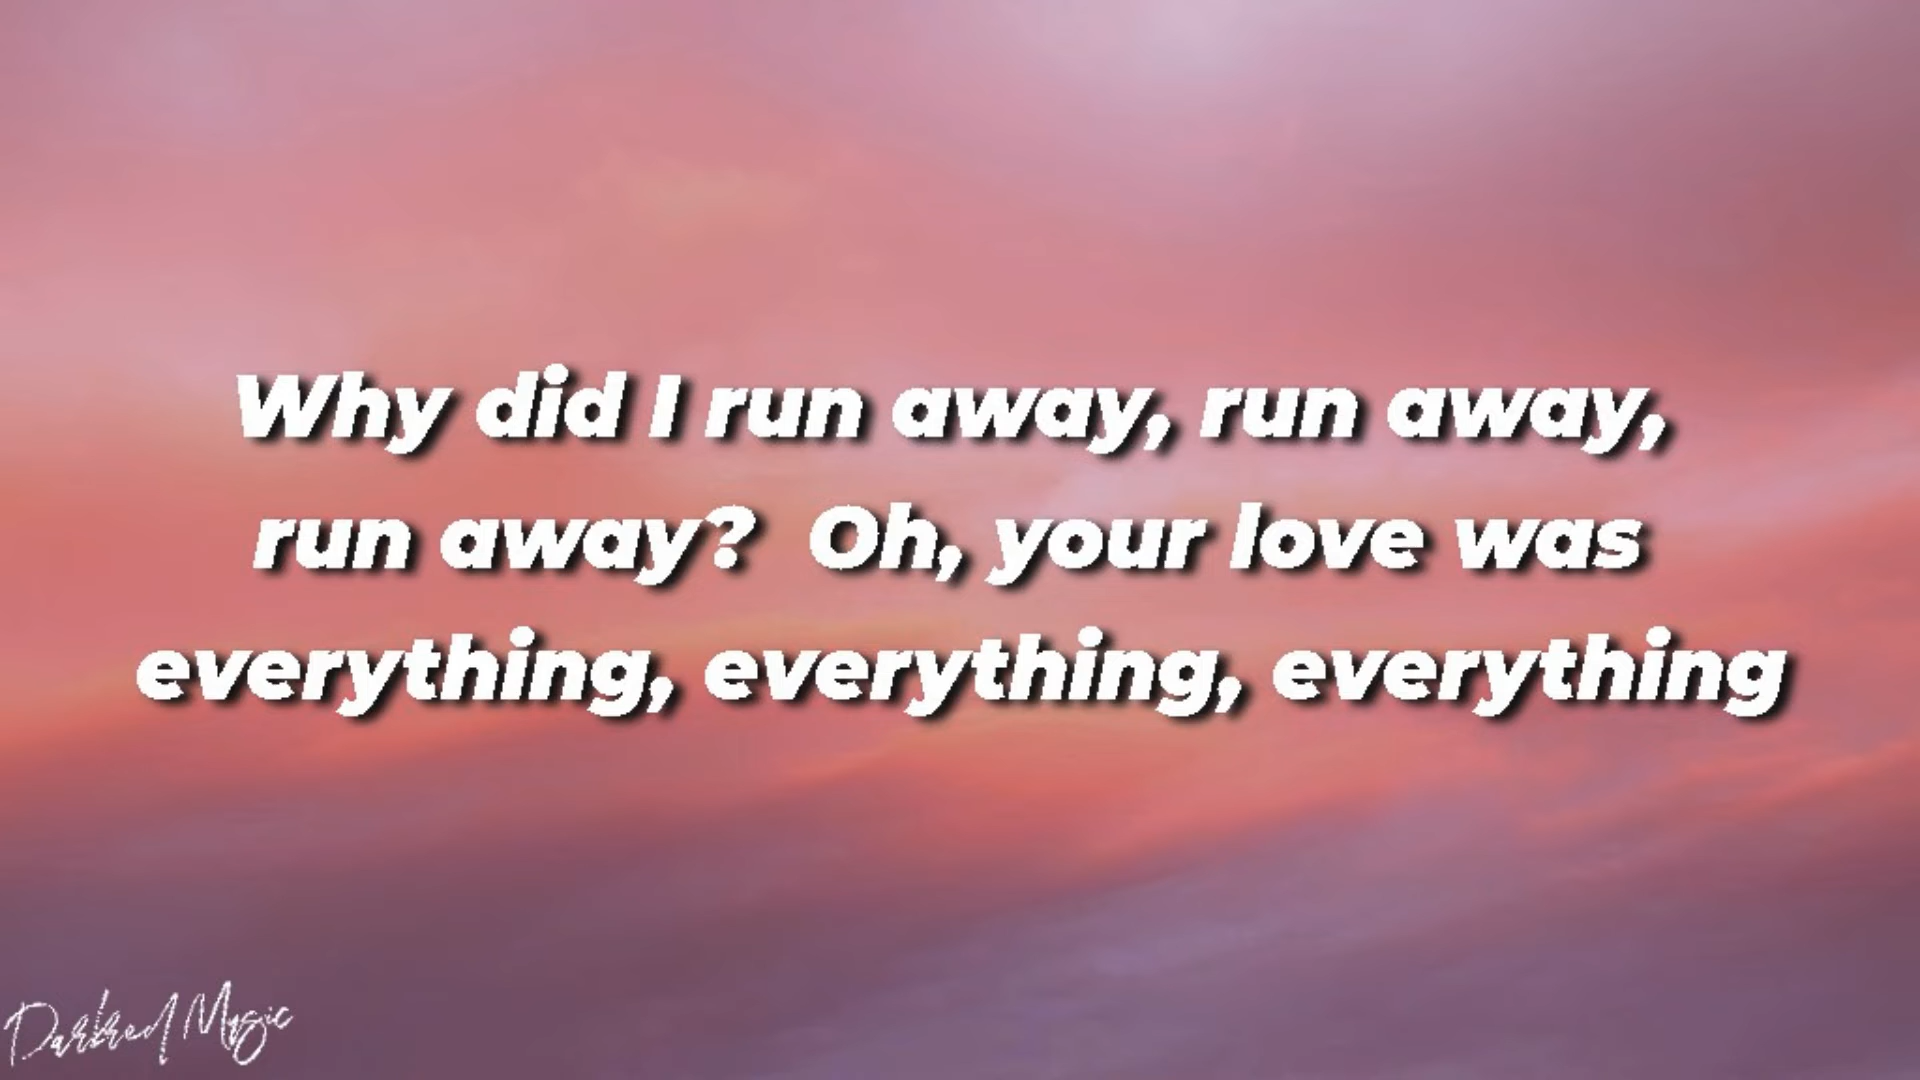 Why did I run away, run away,
run away? Oh, your love was
everything, everything, everything
Darkred Music